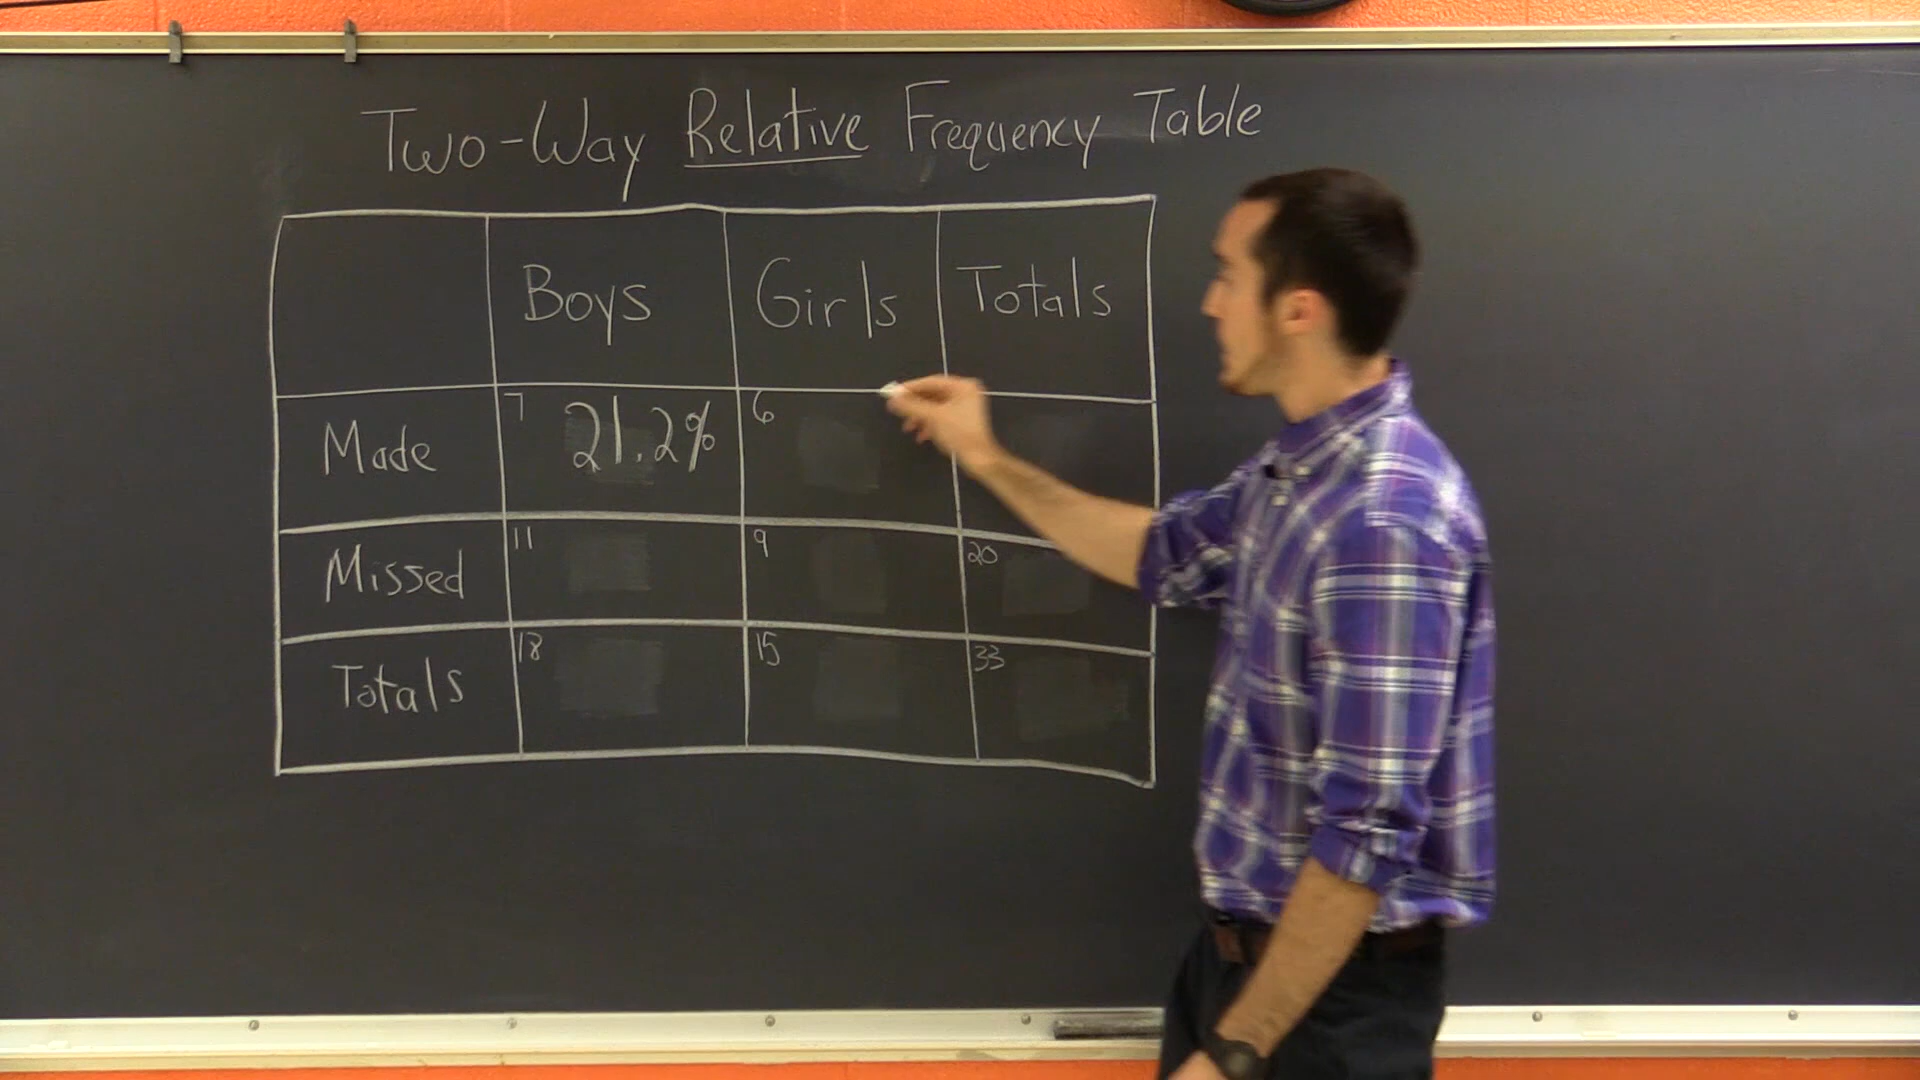 Two-Way Relative Frequency Table
Boys Girls Totals
Made 7 21.2% 6
Missed 11 9 20
Totals 18 15 33